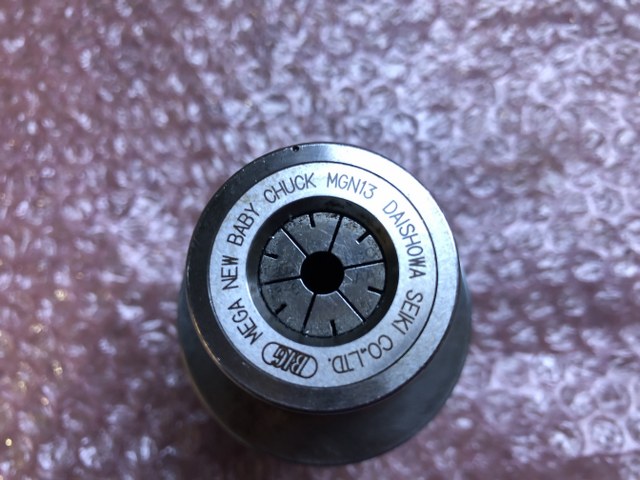 BIG MEGA NEW BABY CHUCK MGN13 DAISHOWA SEIKI CO.,LTD.